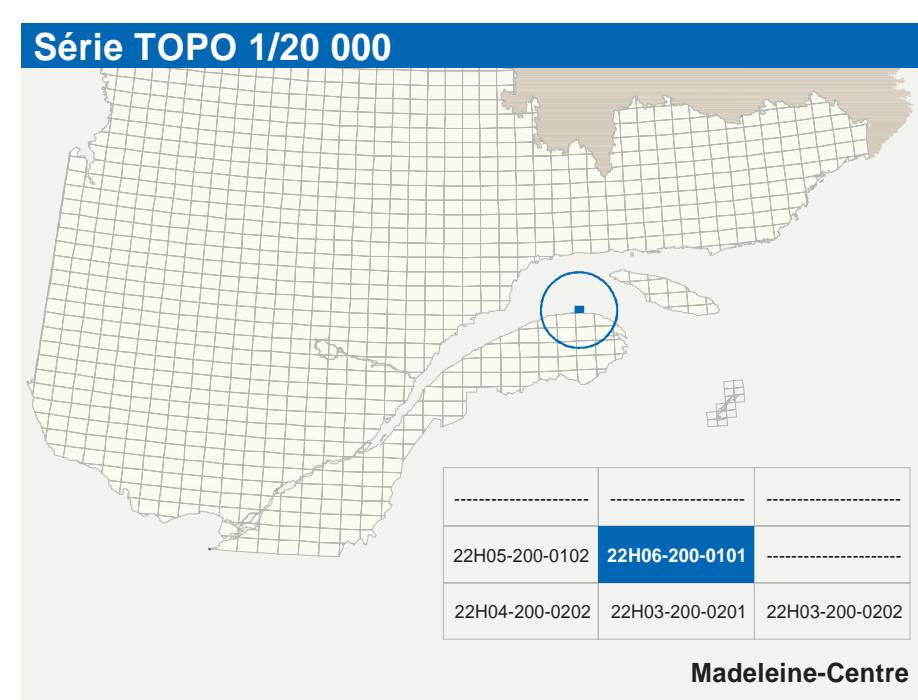 Série TOPO 1/20 000
---------------------- ---------------------- ----------------------
22H05-200-0102 22H06-200-0101 ----------------------
22H04-200-0202 22H03-200-0201 22H03-200-0202
Madeleine-Centre